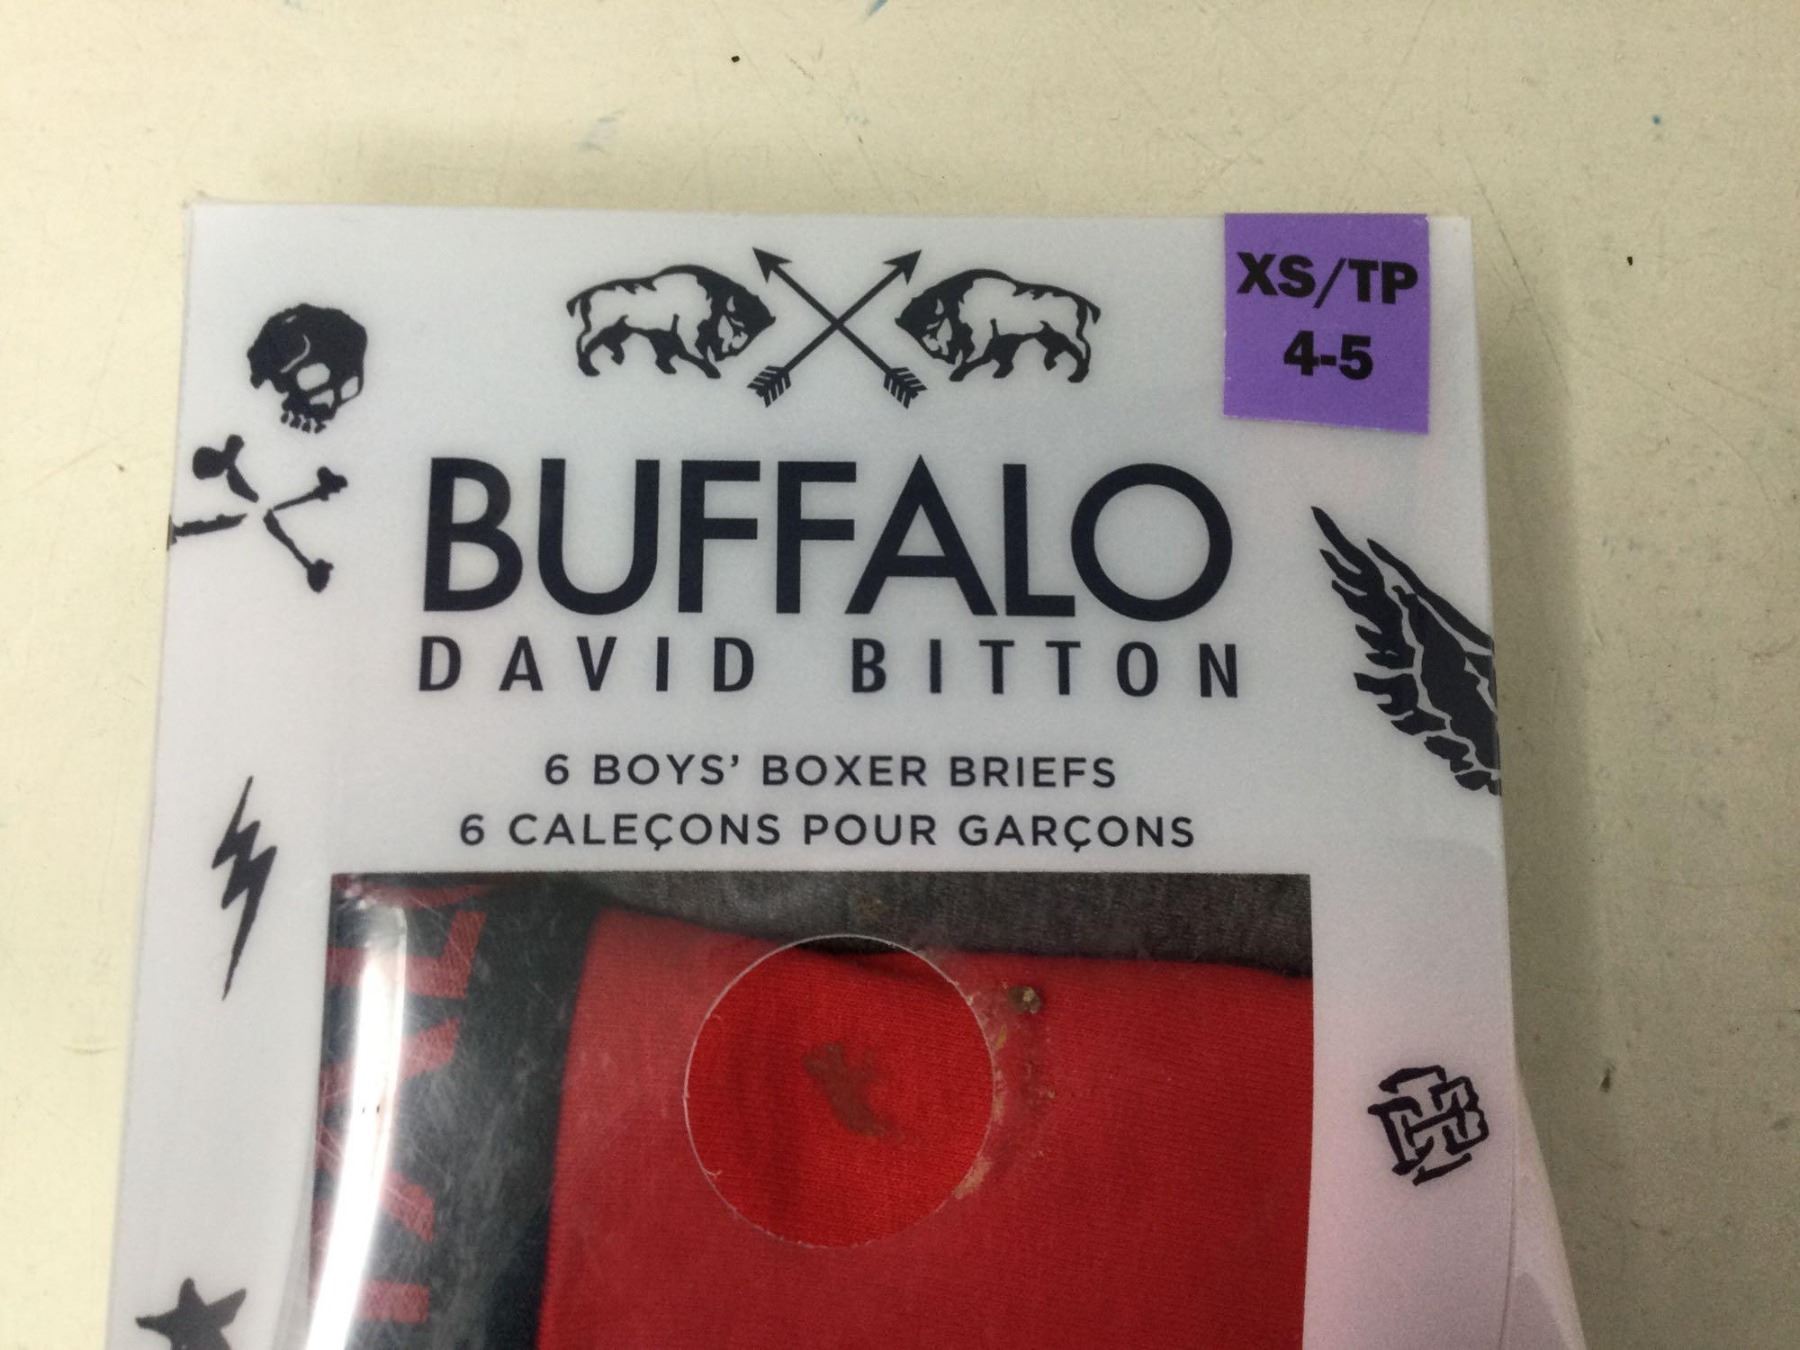 XS/TP
4-5
BUFFALO
DAVID BITTON
6 BOYS’ BOXER BRIEFS
6 CALEÇONS POUR GARÇONS